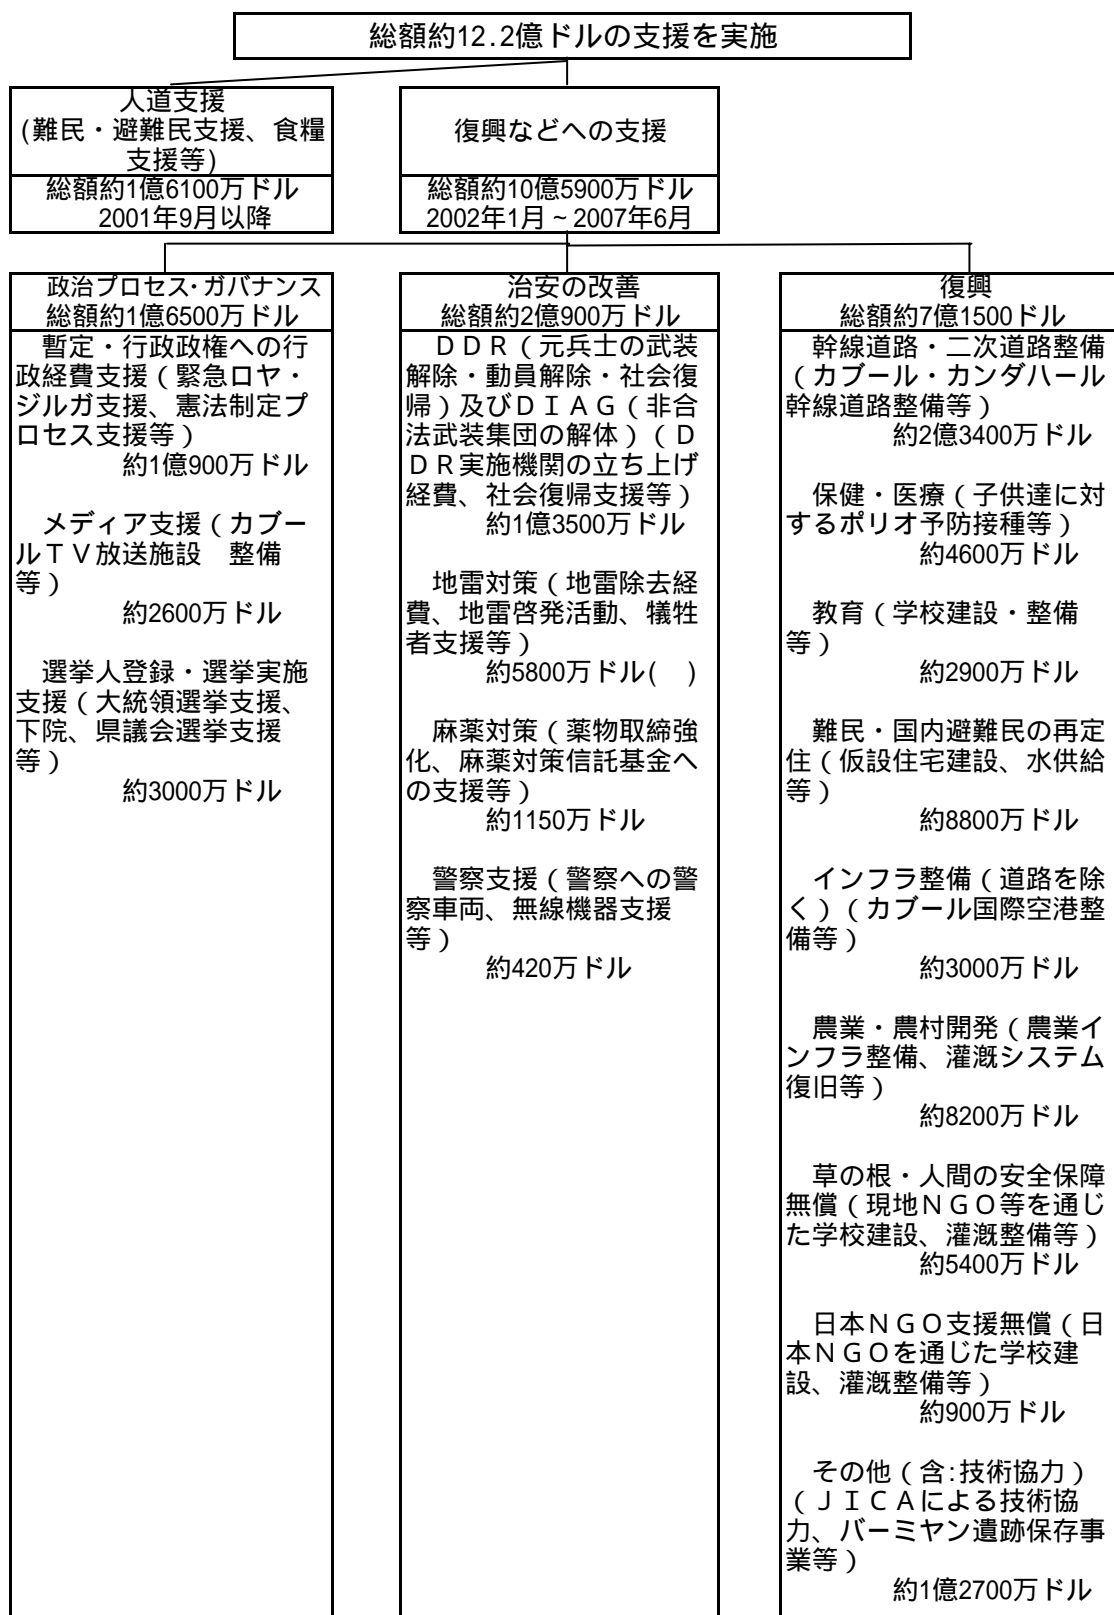 総額約12.2億ドルの支援を実施
人道支援
(難民・避難民支援、食糧
支援等)
総額約1億6100万ドル
2001年9月以降
復興などへの支援
総額約10億5900万ドル
2002年1月～2007年6月
政治プロセス・ガバナンス
総額約1億6500万ドル
暫定・行政政権への行
政経費支援（緊急ロヤ・
ジルガ支援、憲法制定プ
ロセス支援等）
約1億900万ドル
メディア支援（カブー
ルＴＶ放送施設　整備
等）
約2600万ドル
選挙人登録・選挙実施
支援（大統領選挙支援、
下院、県議会選挙支援
等）
約3000万ドル
治安の改善
総額約2億900万ドル
ＤＤＲ（元兵士の武装
解除・動員解除・社会復
帰）及びＤＩＡＧ（非合
法武装集団の解体）（Ｄ
ＤＲ実施機関の立ち上げ
経費、社会復帰支援等）
約1億3500万ドル
地雷対策（地雷除去経
費、地雷啓発活動、犠牲
者支援等）
約5800万ドル(　)
麻薬対策（薬物取締強
化、麻薬対策信託基金へ
の支援等）
約1150万ドル
警察支援（警察への警
察車両、無線機器支援
等）
約420万ドル
復興
総額約7億1500ドル
幹線道路・二次道路整備
（カブール・カンダハール
幹線道路整備等）
約2億3400万ドル
保健・医療（子供達に対
するポリオ予防接種等）
約4600万ドル
教育（学校建設・整備
等）
約2900万ドル
難民・国内避難民の再定
住（仮設住宅建設、水供給
等）
約8800万ドル
インフラ整備（道路を除
く）（カブール国際空港整
備等）
約3000万ドル
農業・農村開発（農業イ
ンフラ整備、灌漑システム
復旧等）
約8200万ドル
草の根・人間の安全保障
無償（現地ＮＧＯ等を通じ
た学校建設、灌漑整備等）
約5400万ドル
日本ＮＧＯ支援無償（日
本ＮＧＯを通じた学校建
設、灌漑整備等）
約900万ドル
その他（含:技術協力）
（ＪＩＣＡによる技術協
力、バーミヤン遺跡保存事
業等）
約1億2700万ドル